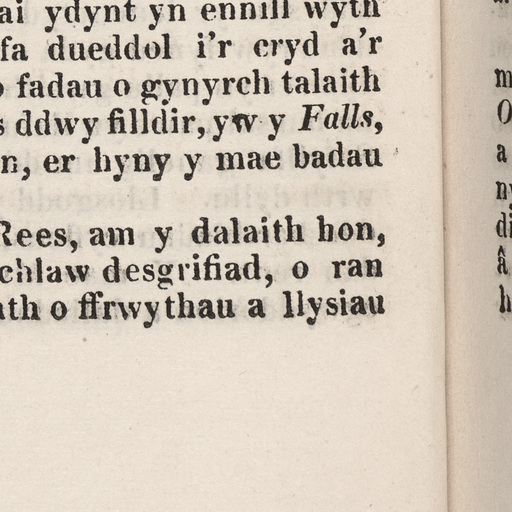 ai ydynt yn ennill wyth
fa dueddol i'r cryd a'r
fadau o gynyrch talaith
s ddwy filldir, yw y Falls,
n, er hyny y mae badau
Rees, am y dalaith hon,
chlaw desgrifiad, o ran
ath o ffrwythau a llysiau
m
O
a
ny
di
â
h